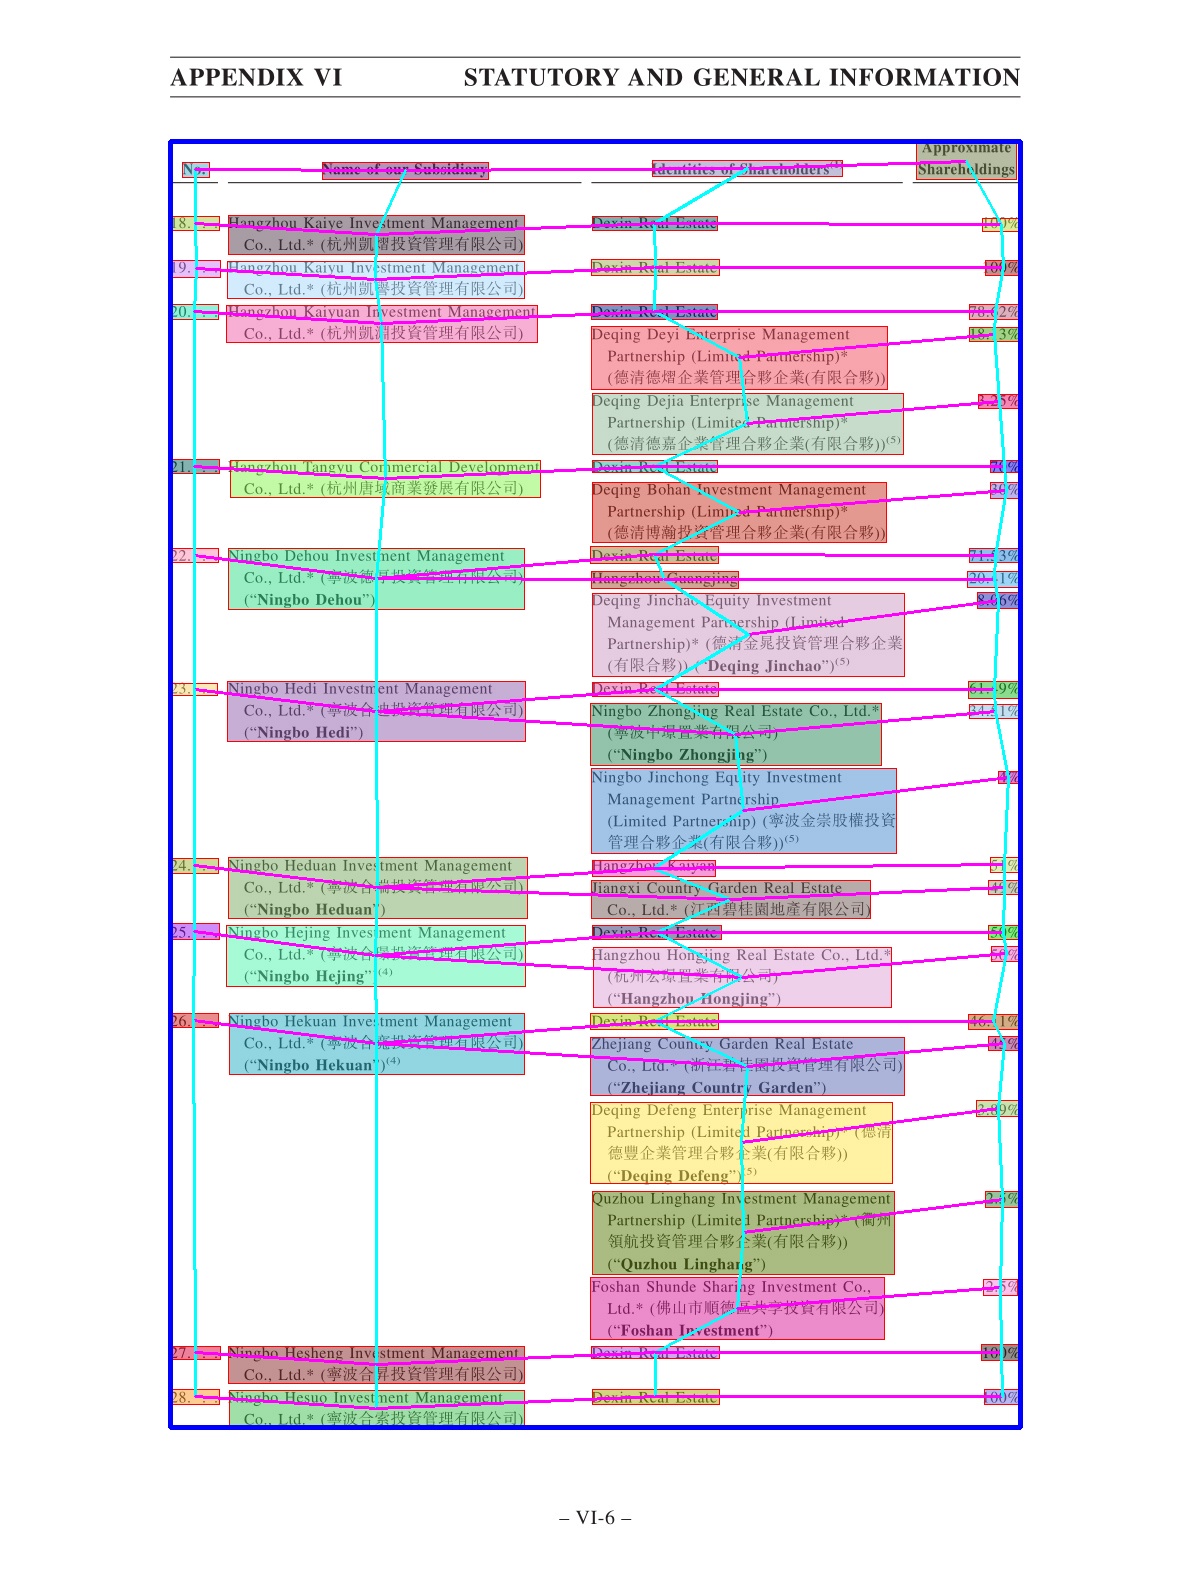 APPENDIX VI STATUTORY AND GENERAL INFORMATION
No. Name of our Subsidiary Identities of Shareholders Approximate Shareholdings
18. . . Hangzhou Kaiye Investment Management Dexin Real Estate 100%
Co., Ltd.* (杭州凱熠投資管理有限公司)
19. . . Hangzhou Kaiyu Investment Management Dexin Real Estate 100%
Co., Ltd.* (杭州凱譽投資管理有限公司)
20. . . Hangzhou Kaiyuan Investment Management Dexin Real Estate 78.62%
Co., Ltd.* (杭州凱淵投資管理有限公司)
Deqing Deyi Enterprise Management 18.13%
Partnership (Limited Partnership)*
(德清德熠企業管理合夥企業(有限合夥))
Deqing Dejia Enterprise Management 3.25%
Partnership (Limited Partnership)*
(德清德嘉企業管理合夥企業(有限合夥))(5)
21. . . Hangzhou Tangyu Commercial Development Dexin Real Estate 70%
Co., Ltd.* (杭州唐域商業發展有限公司)
Deqing Bohan Investment Management 30%
Partnership (Limited Partnership)*
(德清博瀚投資管理合夥企業(有限合夥))
22. . . Ningbo Dehou Investment Management Dexin Real Estate 71.53%
Co., Ltd.* (寧波德厚投資管理有限公司) Hangzhou Guangjing 20.41%
(“Ningbo Dehou”) Deqing Jinchao Equity Investment 8.06%
Management Partnership (Limited
Partnership)* (德清金晁投資管理合夥企業
(有限合夥)) (“Deqing Jinchao”)(5)
23. . . Ningbo Hedi Investment Management Dexin Real Estate 61.49%
Co., Ltd.* (寧波合迪投資管理有限公司) Ningbo Zhongjing Real Estate Co., Ltd.* 34.51%
(“Ningbo Hedi”) (寧波中環置業有限公司)
(“Ningbo Zhongjing”)
Ningbo Jinchong Equity Investment 4%
Management Partnership
(Limited Partnership) (寧波金崇股權投資
管理合夥企業(有限合夥))(5)
24. . . Ningbo Heduan Investment Management Hangzhou Kaiyan 51%
Co., Ltd.* (寧波合端投資管理有限公司) Jiangxi Country Garden Real Estate 49%
(“Ningbo Heduan”) Co., Ltd.* (江西碧桂園地產有限公司)
25. . . Ningbo Hejing Investment Management Dexin Real Estate 50%
Co., Ltd.* (寧波合環投資管理有限公司) Hangzhou Hongjing Real Estate Co., Ltd.* 50%
(“Ningbo Hejing”)(4) (杭州宏環置業有限公司)
(“Hangzhou Hongjing”)
26. . . Ningbo Hekuan Investment Management Dexin Real Estate 46.11%
Co., Ltd.* (寧波合寬投資管理有限公司) Zhejiang Country Garden Real Estate 45%
(“Ningbo Hekuan”)(4) Co., Ltd.* (浙江碧桂園投資管理有限公司)
(“Zhejiang Country Garden”)
Deqing Defeng Enterprise Management 3.89%
Partnership (Limited Partnership)* (德清
德豐企業管理合夥企業(有限合夥))
(“Deqing Defeng”)(5)
Quzhou Linghang Investment Management 2.5%
Partnership (Limited Partnership)* (衢州
領航投資管理合夥企業(有限合夥))
(“Quzhou Linghang”)
Foshan Shunde Sharing Investment Co., 2.5%
Ltd.* (佛山市順德區共享投資有限公司)
(“Foshan Investment”)
27. . . Ningbo Hesheng Investment Management Dexin Real Estate 100%
Co., Ltd.* (寧波合昇投資管理有限公司)
28. . . Ningbo Hesuo Investment Management Dexin Real Estate 100%
Co., Ltd.* (寧波合索投資管理有限公司)
– VI-6 –